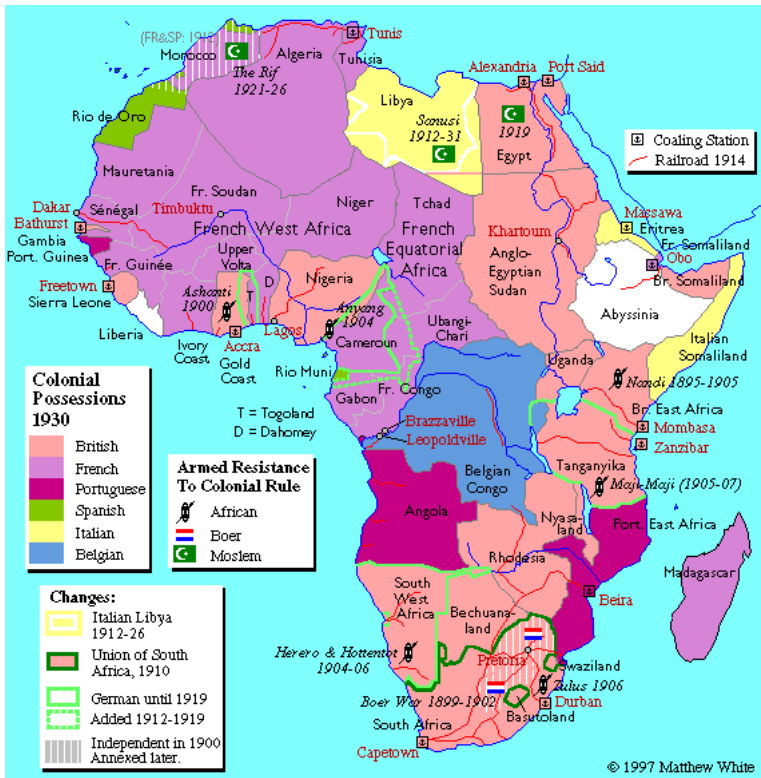 (FR&SP: 1912
Morocco
Algeria
Tunis
Tunisia
The Rif
1921-26
Alexandria
Port Said
Libya
Sanusi
1912-31
1919
Egypt
Rio de Oro
Coaling Station
Railroad 1914
Mauretania
Fr. Soudan
Niger
Tchad
Dakar
Sénégal
Timbuktu
Bathurst
Gambia
Port. Guinea
French West Africa
French
Equatorial
Africa
Khartoum
Massawa
Eritrea
Fr. Somaliland
Obo
Br. Somaliland
Anglo-
Egyptian
Sudan
Fr. Guinée
Upper
Volta
Nigeria
Freetown
Sierra Leone
Ashanti
1900
T
D
Anyang
1904
Abyssinia
Liberia
Lagos
Cameroun
Ubangi-
Chari
Italian
Somaliland
Ivory
Coast
Accra
Gold
Coast
Rio Muni
Uganda
Nandi 1895-1905
Gabon
Fr. Congo
Br. East Africa
T = Togoland
D = Dahomey
Brazzaville
Leopoldville
Mombasa
Zanzibar
Belgian
Congo
Tanganyika
Maji-Maji (1905-07)
Colonial
Possessions
1930
British
French
Portuguese
Spanish
Italian
Belgian
Armed Resistance
To Colonial Rule
African
Boer
Moslem
Angola
Nyasa-
land
Port. East Africa
Rhodesia
Madagascar
South
West
Africa
Bechuana-
land
Beira
Herero & Hottentot
1904-06
Pretoria
Swaziland
Zulus 1906
Boer War 1899-1902
Durban
Basutoland
South Africa
Capetown
Changes:
Italian Libya
1912-26
Union of South
Africa, 1910
German until 1919
Added 1912-1919
Independent in 1900
Annexed later.
© 1997 Matthew White